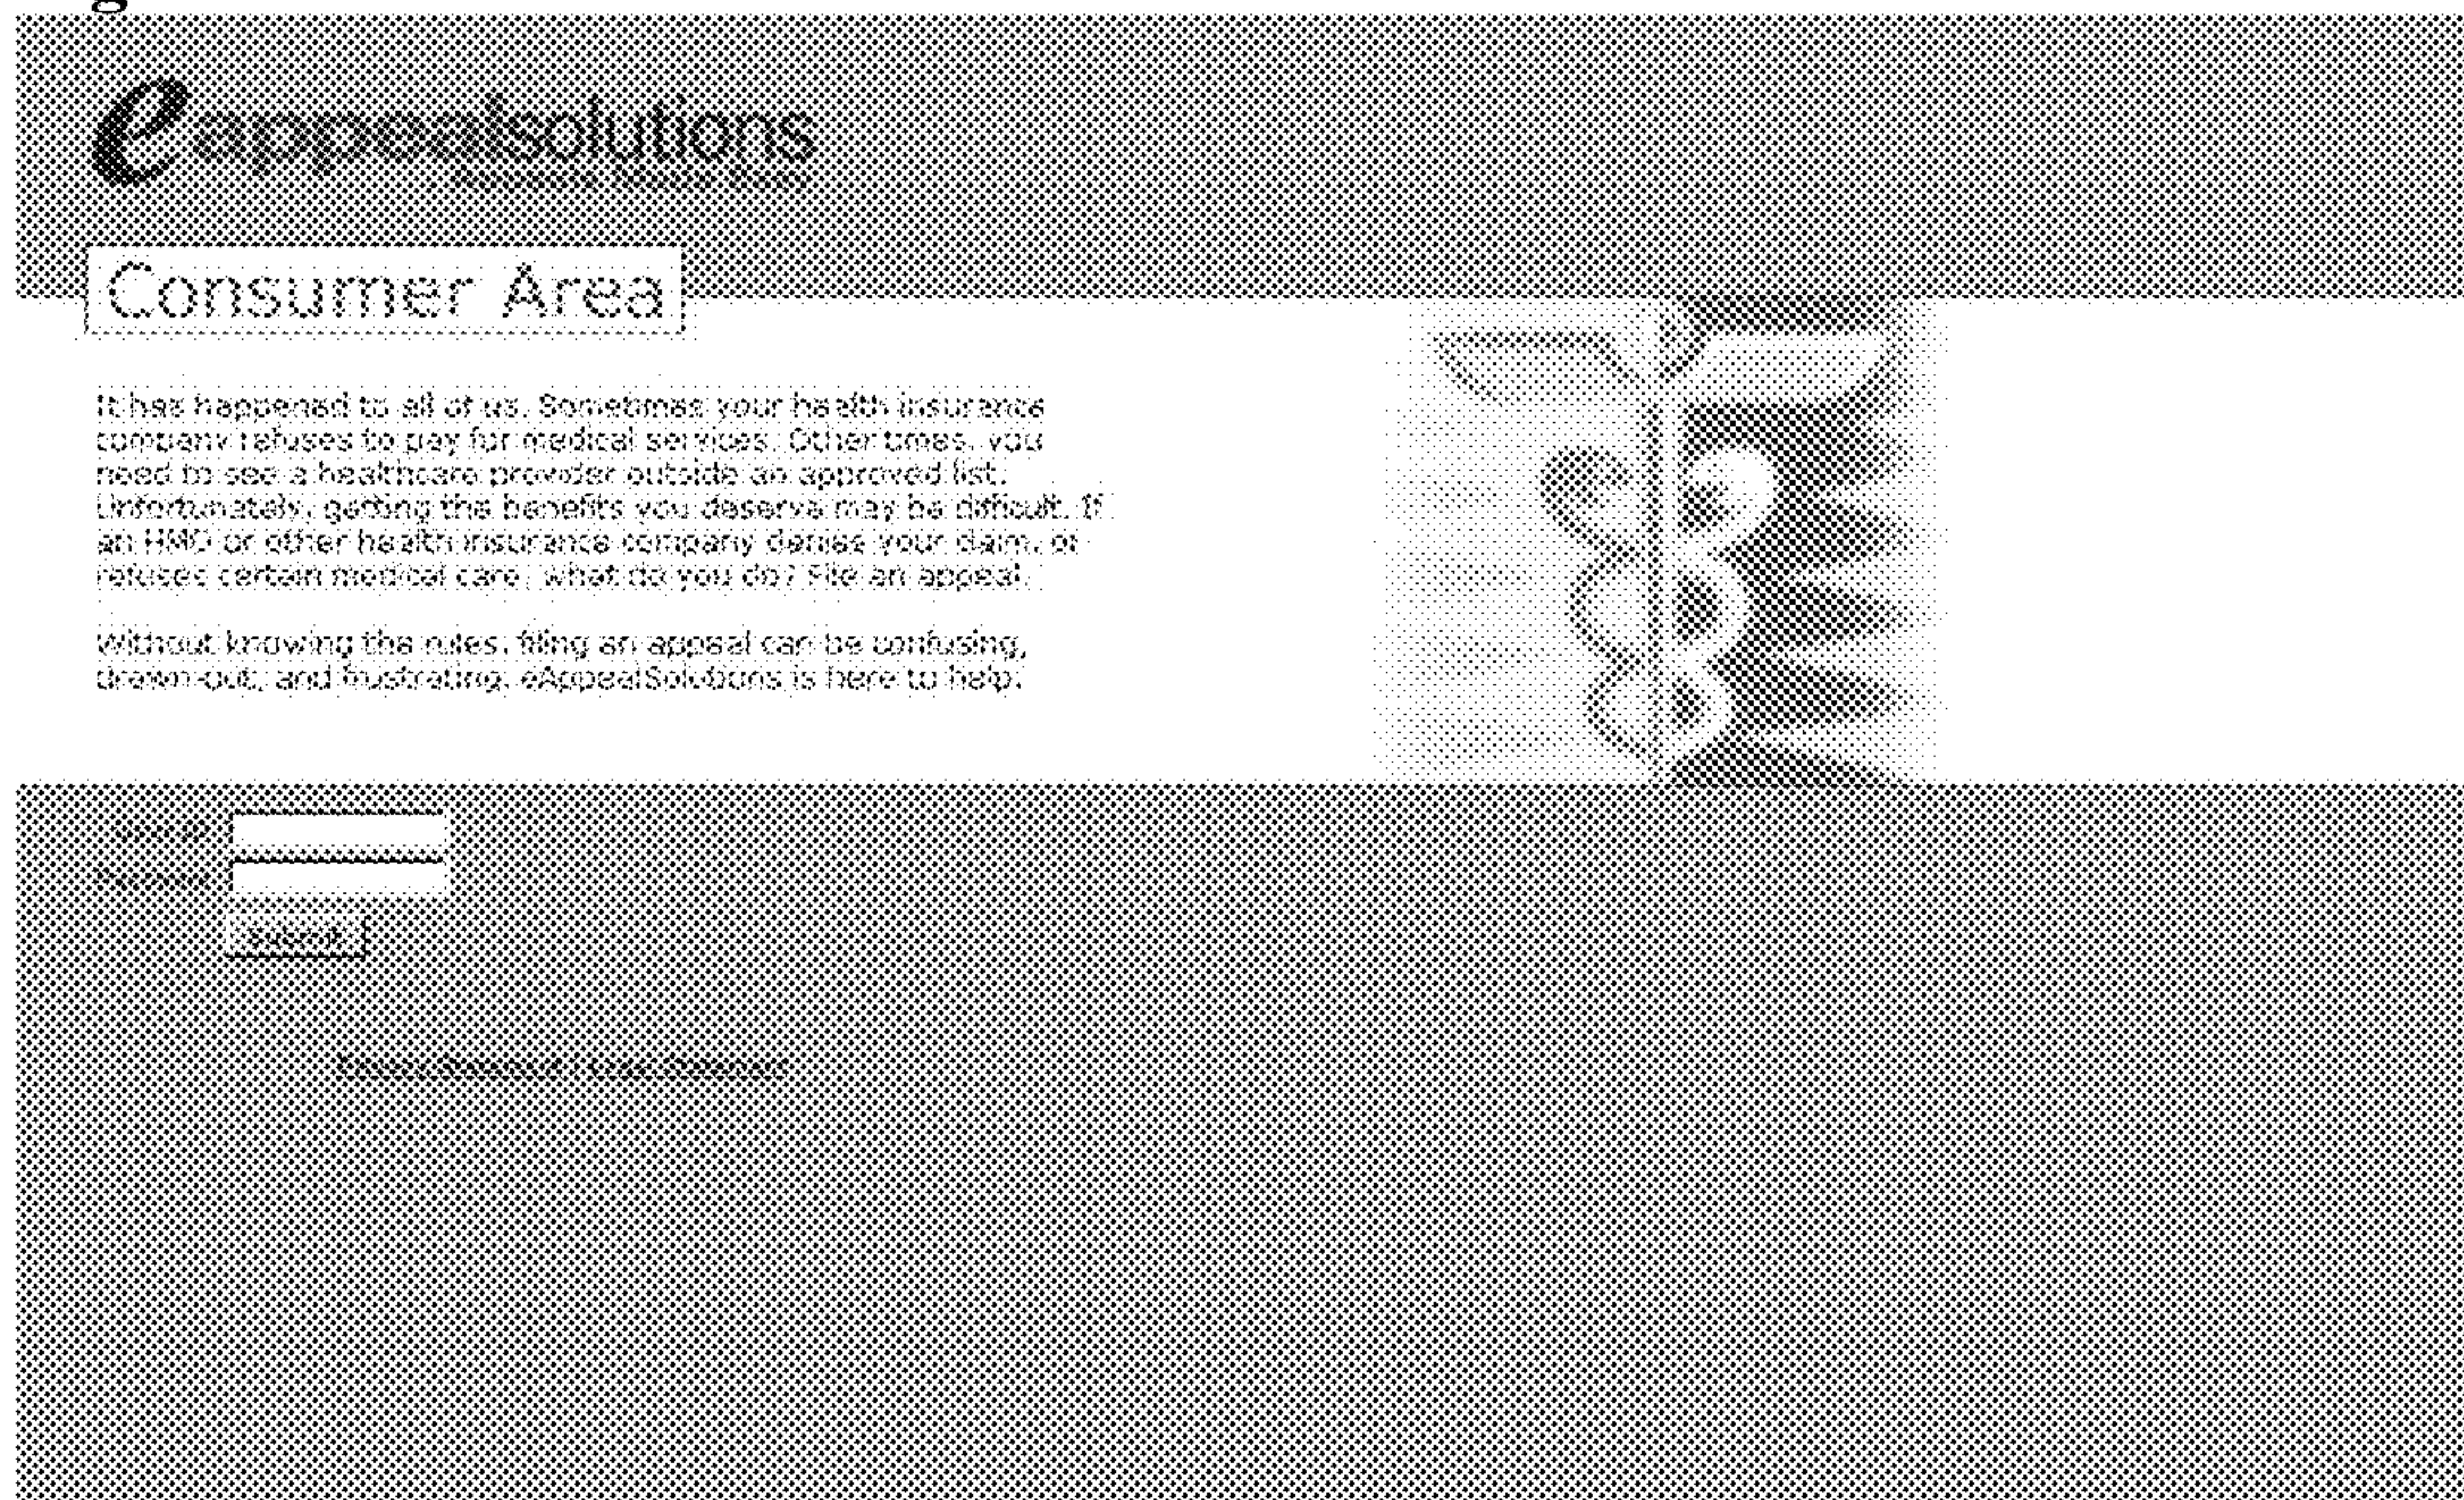 eappealsolutions
Consumer Area
It has happened to all of us. Sometimes your health insurance
company refuses to pay for medical services. Other times, you
need to see a healthcare provider outside an approved list.
Unfortunately, getting the benefits you deserve may be difficult. If
an HMO or other health insurance company denies your claim, or
refuses certain medical care, what do you do? File an appeal.
Without knowing the rules, filing an appeal can be confusing,
drawn-out, and frustrating. eAppealSolutions is here to help.
Submit